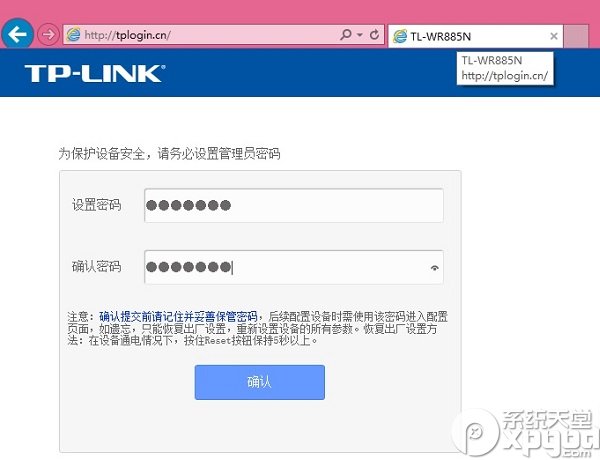 http://tplogin.cn/
TL-WR885N
TL-WR885N
http://tplogin.cn/
TP-LINK®
为保护设备安全，请务必设置管理员密码
设置密码
确认密码
注意：确认提交前请记住并妥善保管密码，后续配置设备时需使用该密码进入配置
页面，如遗忘，只能恢复出厂设置，重新设置设备的所有参数。恢复出厂设置方
法：在设备通电情况下，按住Reset按钮保持5秒以上。
确认
系统天堂